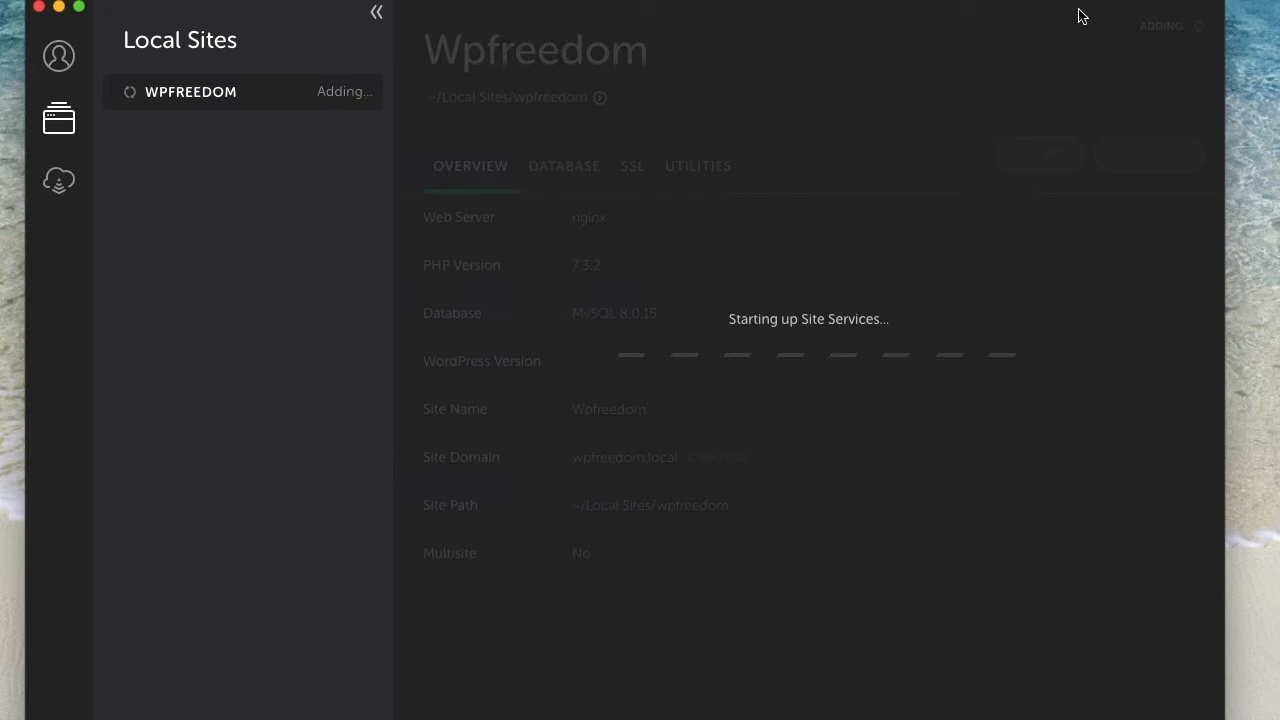 Local Sites
WPFREEDOM Adding...
Wpfreedom
ADDING
~/Local Sites/wpfreedom
OVERVIEW DATABASE SSL UTILITIES
Web Server nginx
PHP Version 7.3.2
Database MySQL 8.0.15
Starting up Site Services...
WordPress Version
Site Name Wpfreedom
Site Domain wpfreedom.local
Site Path ~/Local Sites/wpfreedom
Multisite No